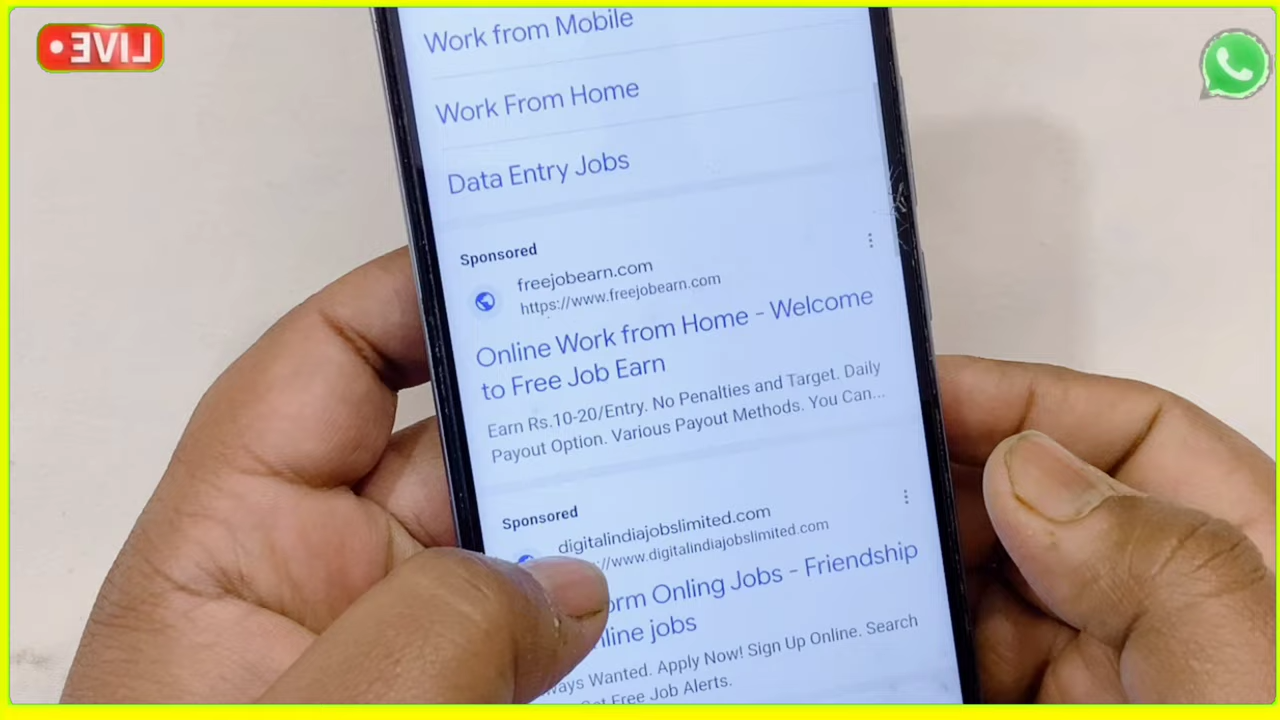 LIVE
Work from Mobile
Work From Home
Data Entry Jobs
Sponsored
freejobearn.com
https://www.freejobearn.com
Online Work from Home - Welcome
to Free Job Earn
Earn Rs.10-20/Entry. No Penalties and Target. Daily
Payout Option. Various Payout Methods. You Can...
Sponsored
digitalindiajobslimited.com
://www.digitalindiajobslimited.com
orm Onling Jobs - Friendship
line jobs
ways Wanted. Apply Now! Sign Up Online. Search
Get Free Job Alerts.